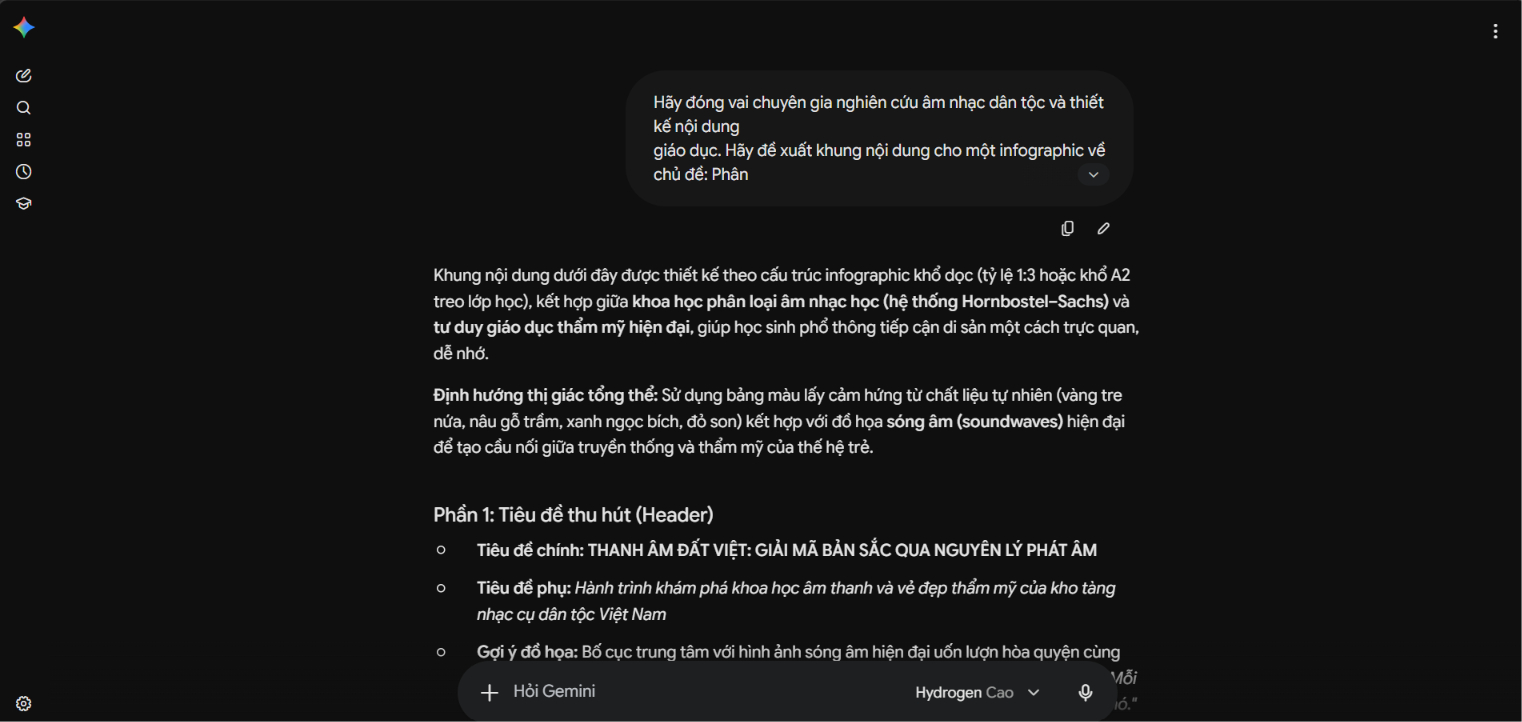 Hãy đóng vai chuyên gia nghiên cứu âm nhạc dân tộc và thiết
kế nội dung
giáo dục. Hãy đề xuất khung nội dung cho một infographic về
chủ đề: Phân
Khung nội dung dưới đây được thiết kế theo cấu trúc infographic khổ dọc (tỷ lệ 1:3 hoặc khổ A2
treo lớp học), kết hợp giữa khoa học phân loại âm nhạc học (hệ thống Hornbostel–Sachs) và
tư duy giáo dục thẩm mỹ hiện đại, giúp học sinh phổ thông tiếp cận di sản một cách trực quan,
dễ nhớ.
Định hướng thị giác tổng thể: Sử dụng bảng màu lấy cảm hứng từ chất liệu tự nhiên (vàng tre
nứa, nâu gỗ trầm, xanh ngọc bích, đỏ son) kết hợp với đồ họa sóng âm (soundwaves) hiện đại
để tạo cầu nối giữa truyền thống và thẩm mỹ của thế hệ trẻ.
Phần 1: Tiêu đề thu hút (Header)
Tiêu đề chính: THANH ÂM ĐẤT VIỆT: GIẢI MÃ BẢN SẮC QUA NGUYÊN LÝ PHÁT ÂM
Tiêu đề phụ: Hành trình khám phá khoa học âm thanh và vẻ đẹp thẩm mỹ của kho tàng
nhạc cụ dân tộc Việt Nam
Gợi ý đồ họa: Bố cục trung tâm với hình ảnh sóng âm hiện đại uốn lượn hòa quyện cùng
Mỗi
Hỏi Gemini
Hydrogen Cao